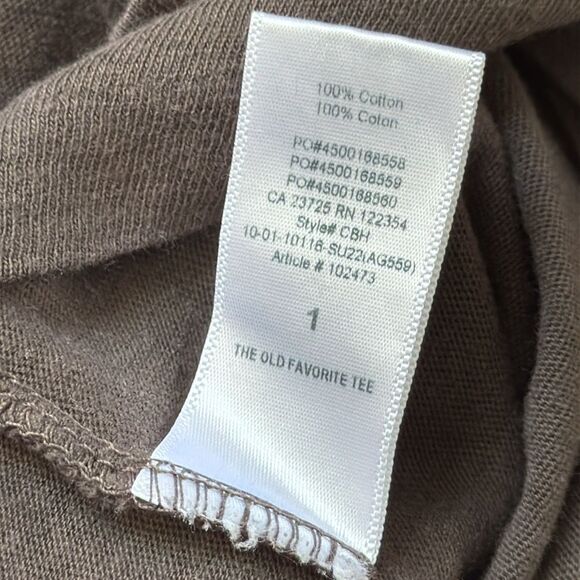 100% Cotton
100% Coton
PO#4500168558
PO#4500168559
PO#4500168560
CA 23725 RN 122354
Style# CBH
10-01-10116-SU22(AG559)
Article # 102473
1
THE OLD FAVORITE TEE